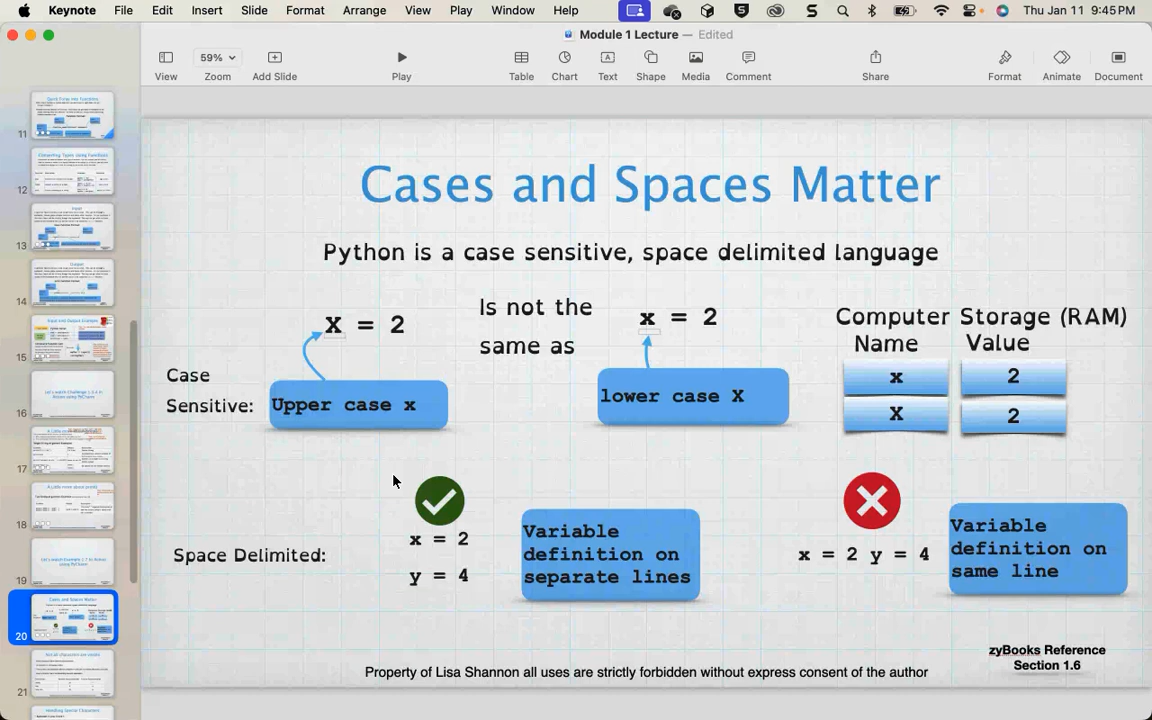 Keynote File Edit Insert Slide Format Arrange View Play Window Help Thu Jan 11 9:45 PM
Module 1 Lecture — Edited
59%
View Zoom Add Slide Play Table Chart Text Shape Media Comment Share Format Animate Document
11
12
13
14
15
16
17
18
19
20
21
Cases and Spaces Matter
Python is a case sensitive, space delimited language
X = 2
Is not the
same as
x = 2
Computer Storage (RAM)
Name Value
x 2
X 2
Case
Sensitive:
Upper case x
lower case X
Space Delimited:
x = 2
y = 4
Variable
definition on
separate lines
x = 2 y = 4
Variable
definition on
same line
zyBooks Reference
Section 1.6
Property of Lisa Shannon all uses are strictly forbidden without express consent of the author